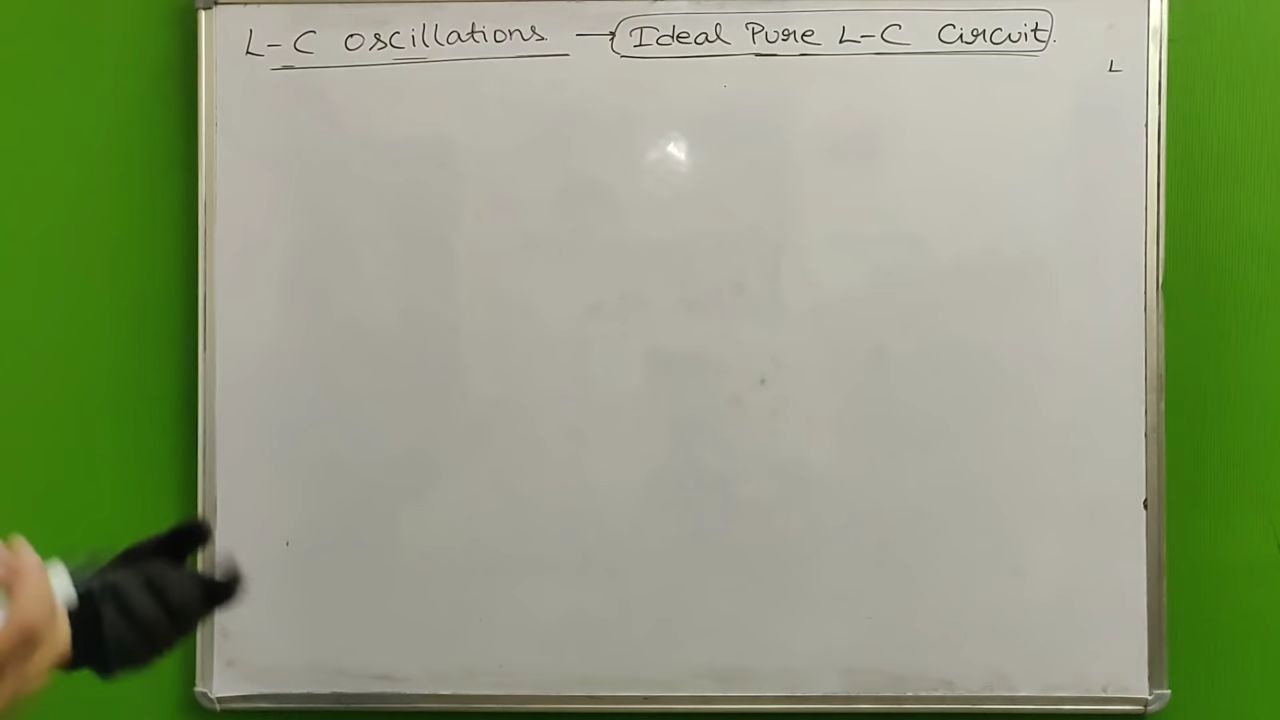 L-C oscillations → Ideal Pure L-C Circuit.
L